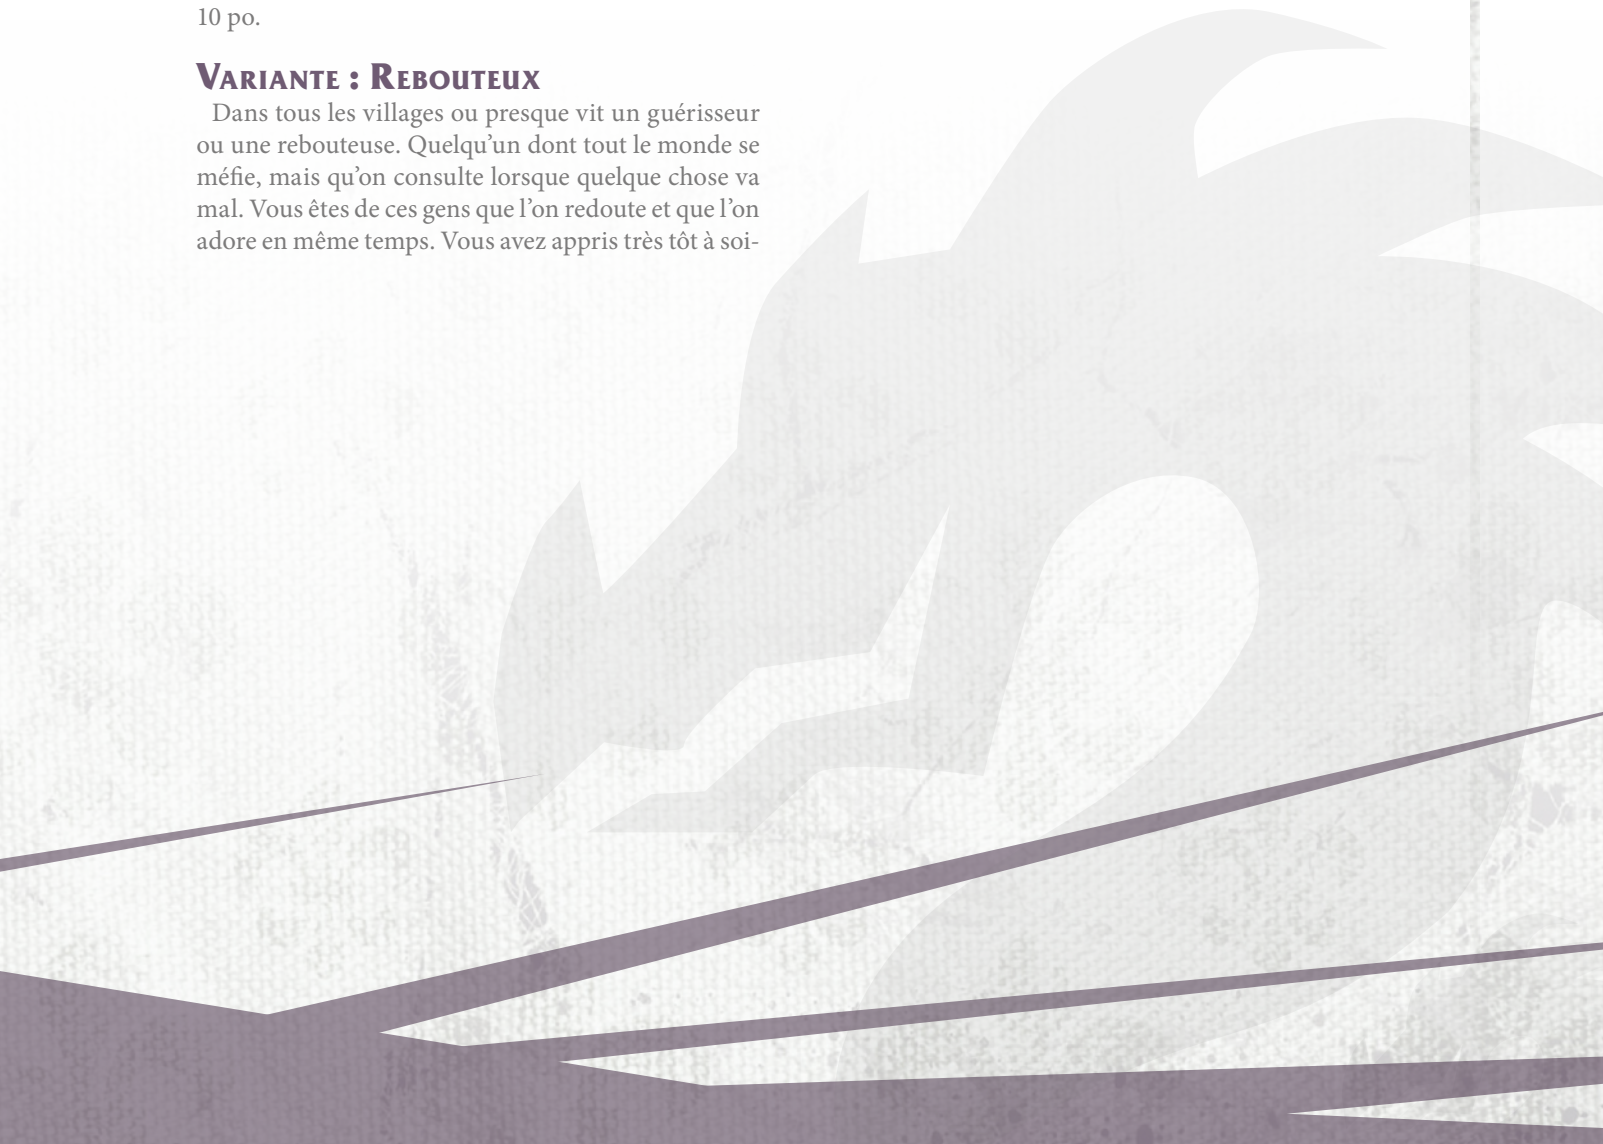 10 po.
Variante : Rebouteux
Dans tous les villages ou presque vit un guérisseur
ou une rebouteuse. Quelqu’un dont tout le monde se
méfie, mais qu’on consulte lorsque quelque chose va
mal. Vous êtes de ces gens que l’on redoute et que l’on
adore en même temps. Vous avez appris très tôt à soi-